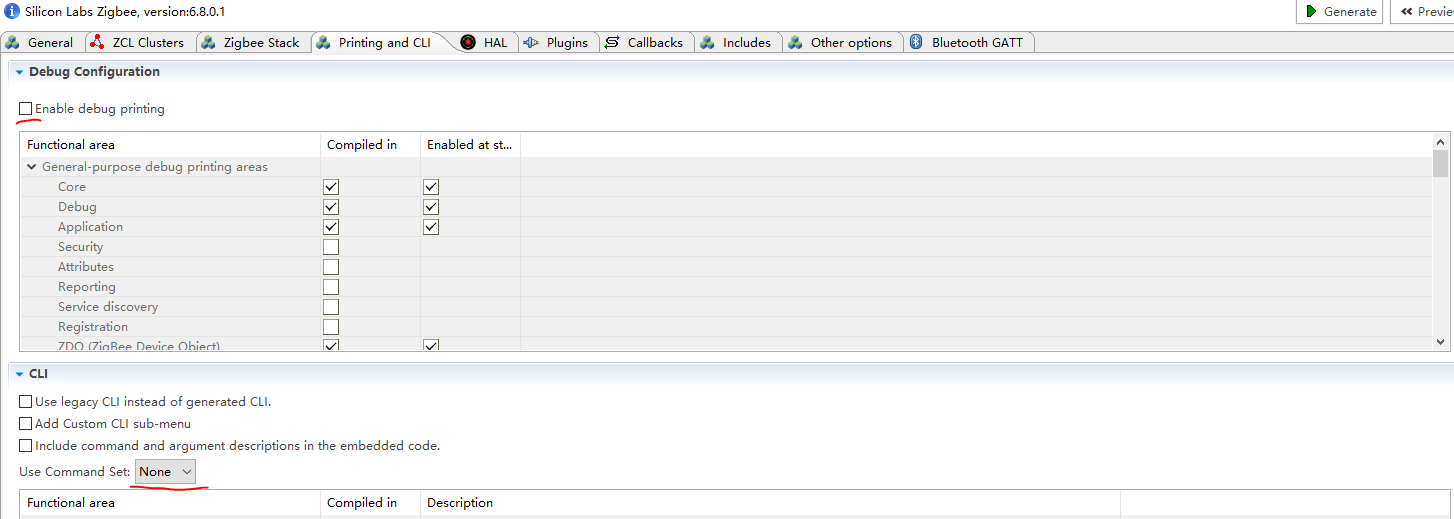 Silicon Labs Zigbee, version:6.8.0.1
Generate
Previe
General
ZCL Clusters
Zigbee Stack
Printing and CLI
HAL
Plugins
Callbacks
Includes
Other options
Bluetooth GATT
Debug Configuration
Enable debug printing
Functional area Compiled in Enabled at st...
General-purpose debug printing areas
Core
Debug
Application
Security
Attributes
Reporting
Service discovery
Registration
ZDO (ZigBee Device Object)
CLI
Use legacy CLI instead of generated CLI.
Add Custom CLI sub-menu
Include command and argument descriptions in the embedded code.
Use Command Set: None
Functional area Compiled in Description